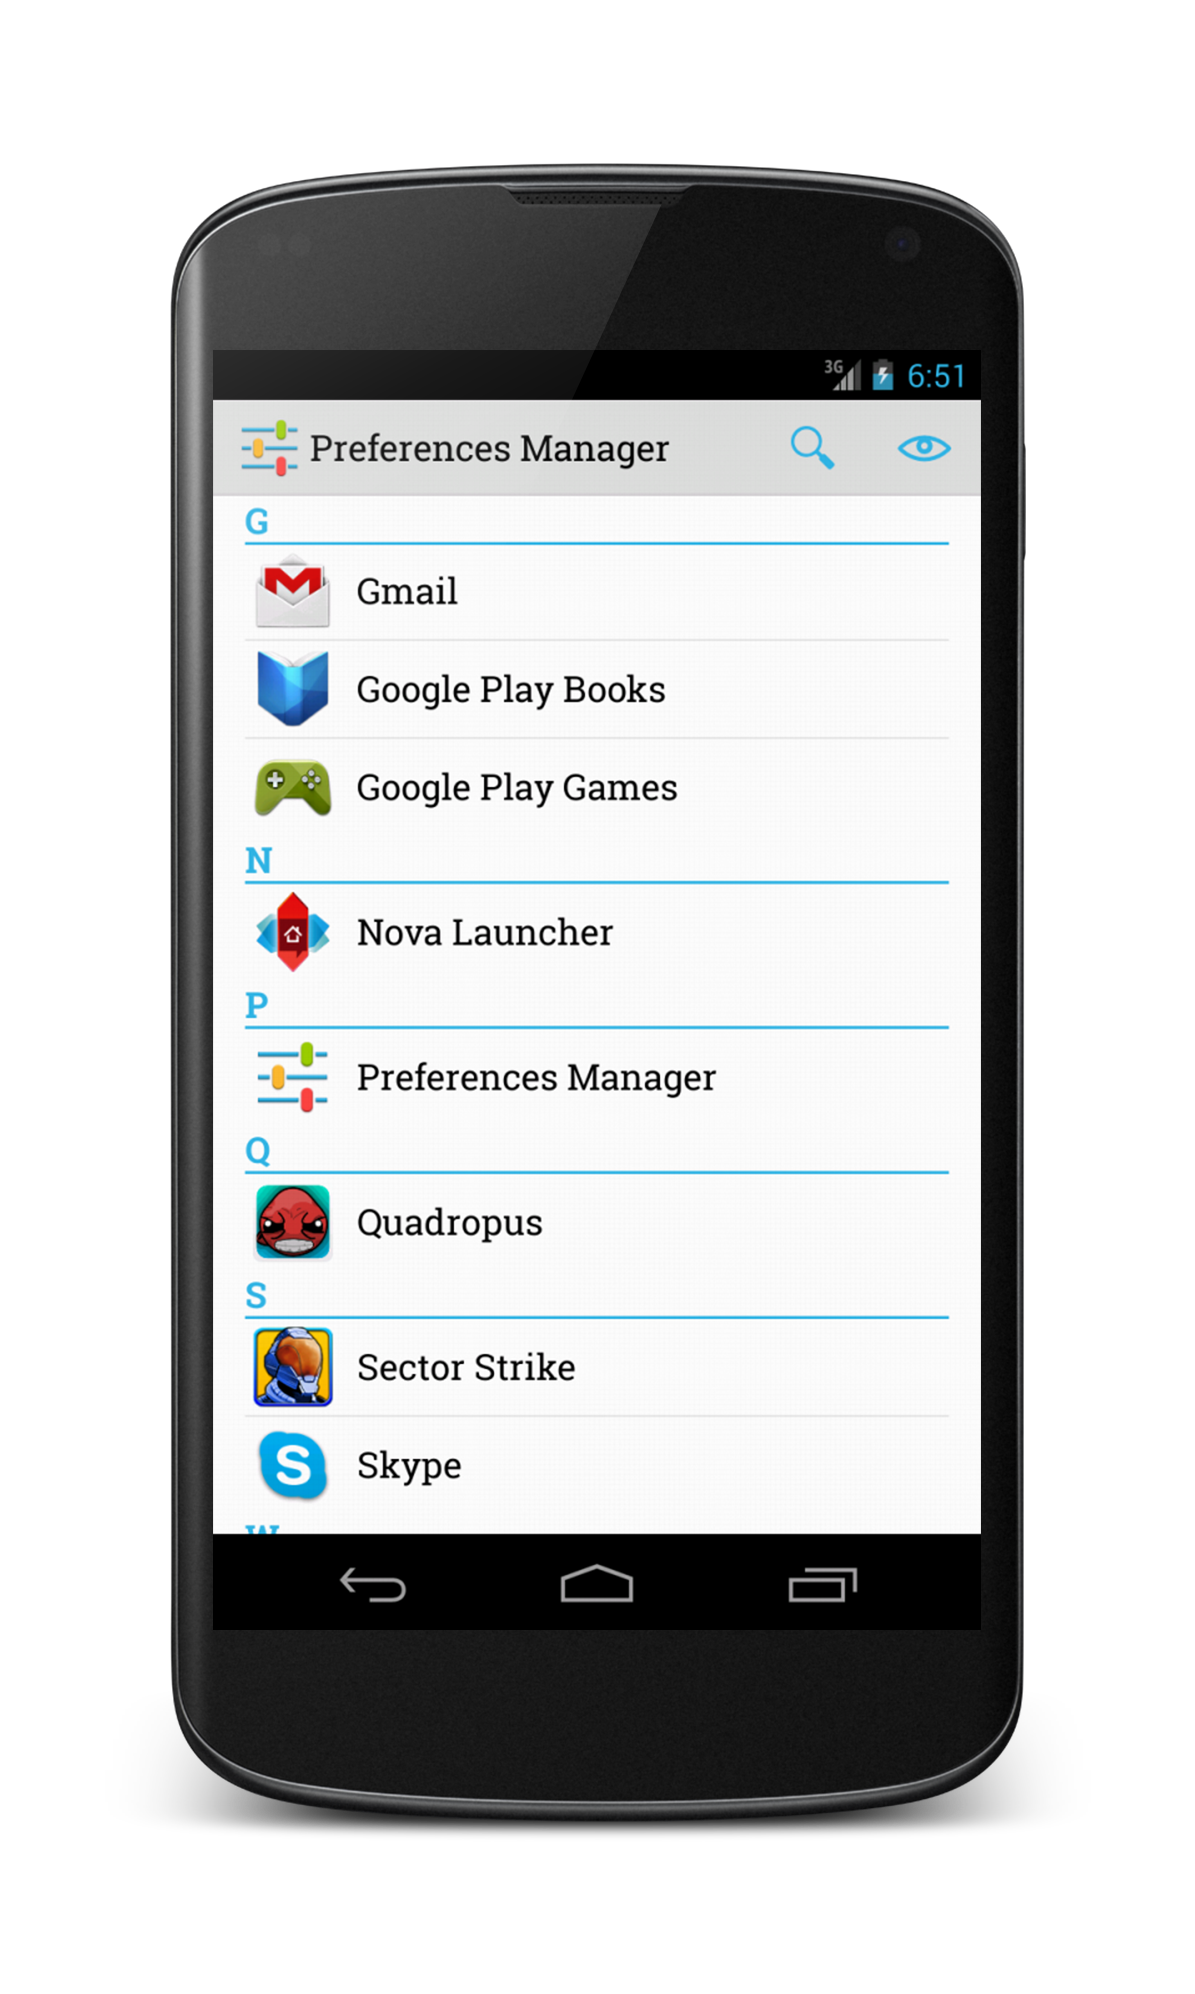 3G 6:51
Preferences Manager
G
Gmail
Google Play Books
Google Play Games
N
Nova Launcher
P
Preferences Manager
Q
Quadropus
S
Sector Strike
S Skype
W